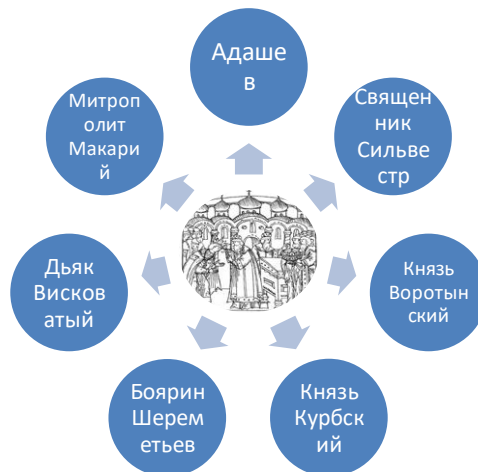 Адаше
в
Священ
ник
Сильве
стр
Князь
Воротын
ский
Князь
Курбск
ий
Боярин
Шерем
етьев
Дьяк
Висков
атый
Митроп
олит
Макари
й